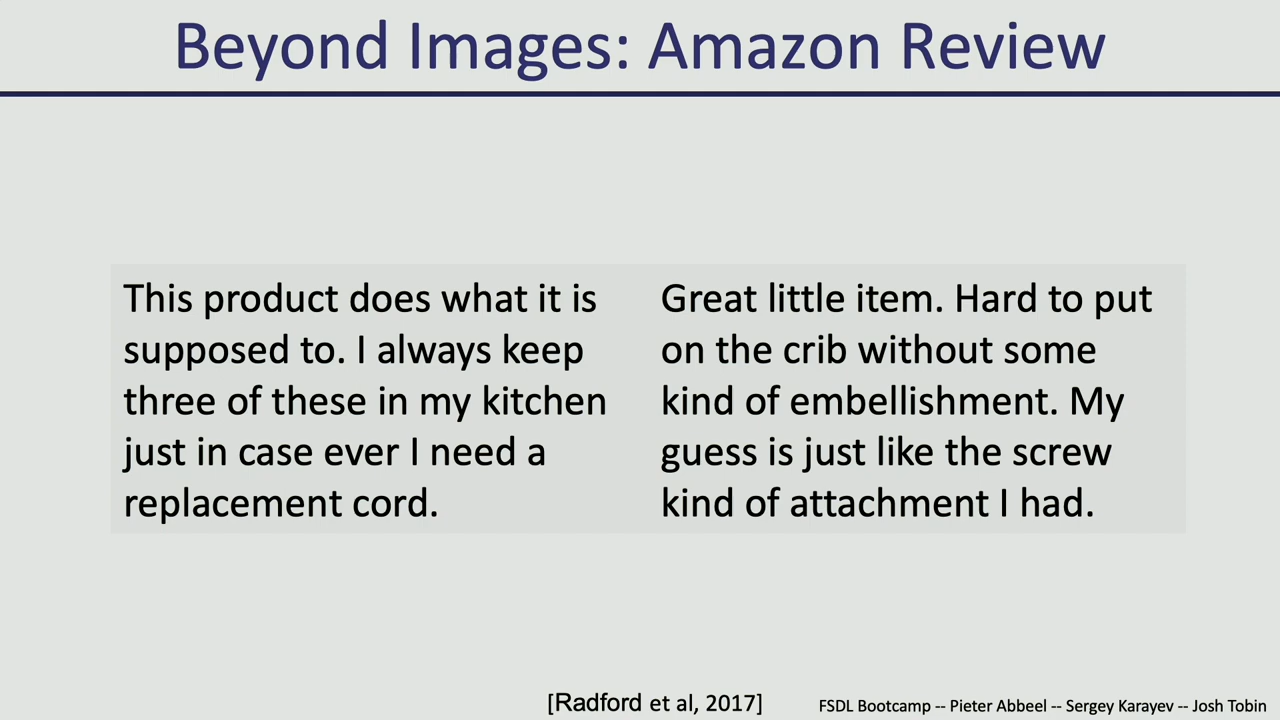 Beyond Images: Amazon Review
This product does what it is
supposed to. I always keep
three of these in my kitchen
just in case ever I need a
replacement cord.
Great little item. Hard to put
on the crib without some
kind of embellishment. My
guess is just like the screw
kind of attachment I had.
[Radford et al, 2017]
FSDL Bootcamp -- Pieter Abbeel -- Sergey Karayev -- Josh Tobin